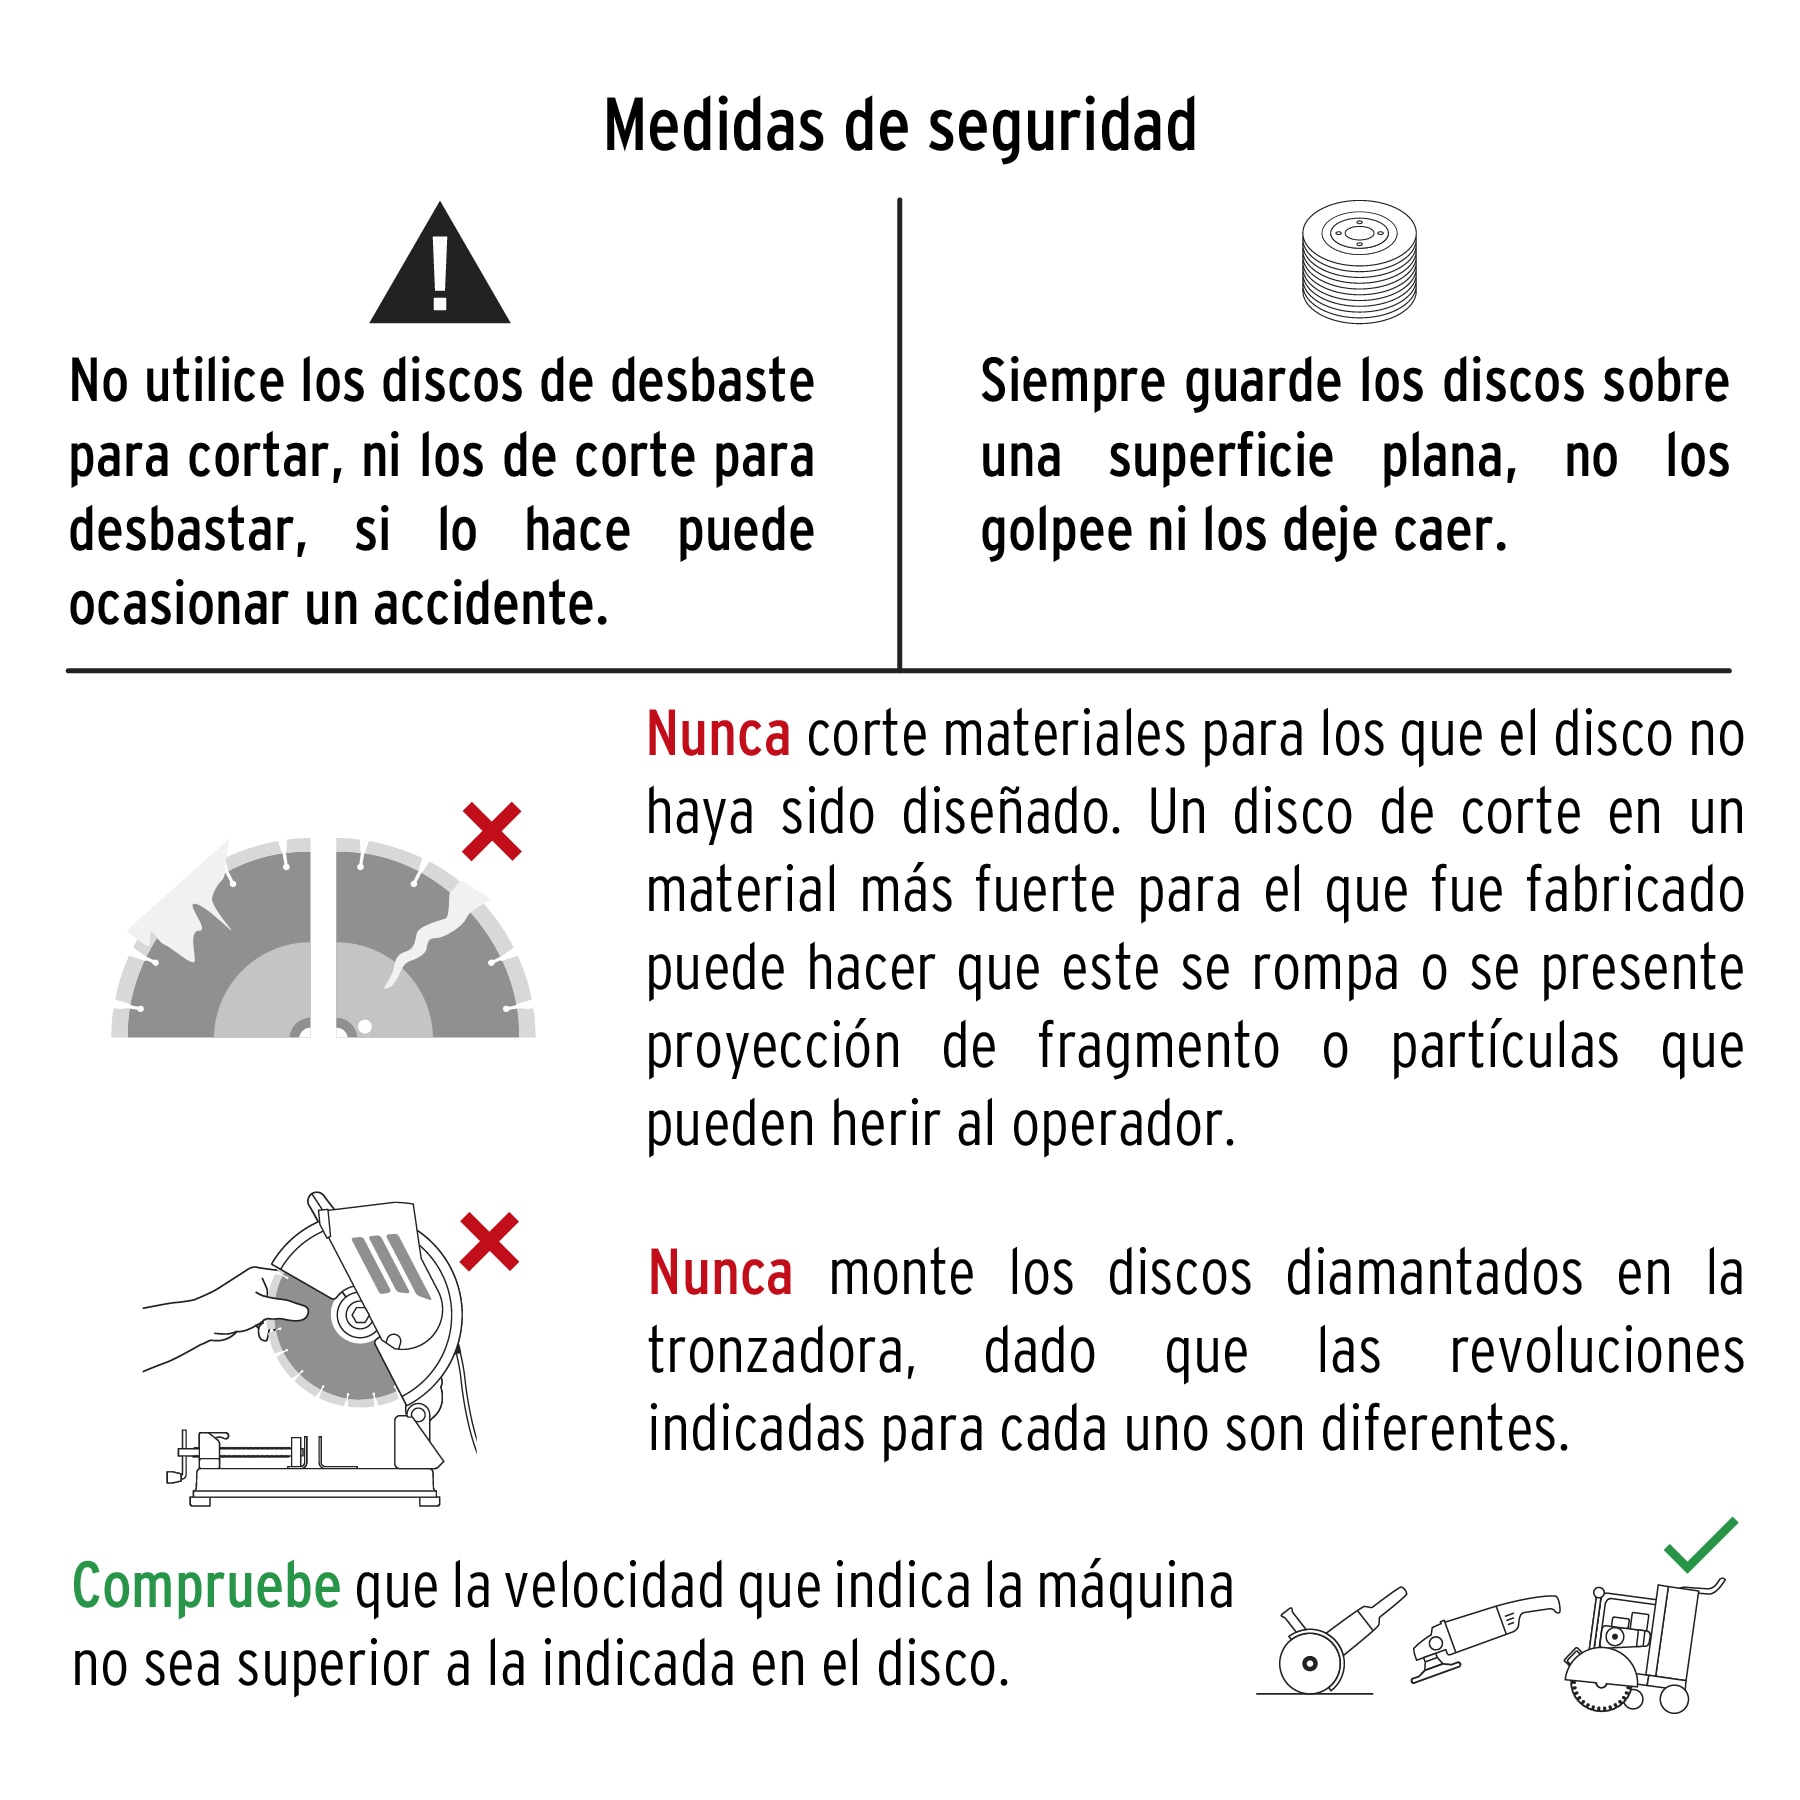 Medidas de seguridad
No utilice los discos de desbaste
para cortar, ni los de corte para
desbastar, si lo hace puede
ocasionar un accidente.
Siempre guarde los discos sobre
una superficie plana, no los
golpee ni los deje caer.
Nunca corte materiales para los que el disco no
haya sido diseñado. Un disco de corte en un
material más fuerte para el que fue fabricado
puede hacer que este se rompa o se presente
proyección de fragmento o partículas que
pueden herir al operador.
Nunca monte los discos diamantados en la
tronzadora, dado que las revoluciones
indicadas para cada uno son diferentes.
Compruebe que la velocidad que indica la máquina
no sea superior a la indicada en el disco.